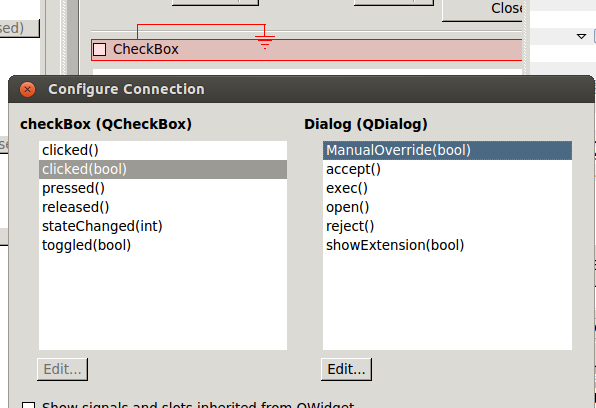 sed)
Close
CheckBox
Configure Connection
checkBox (QCheckBox)
Dialog (QDialog)
clicked()
clicked(bool)
pressed()
released()
stateChanged(int)
toggled(bool)
ManualOverride(bool)
accept()
exec()
open()
reject()
showExtension(bool)
Edit...
Edit...
Show signals and slots inherited from QWidget